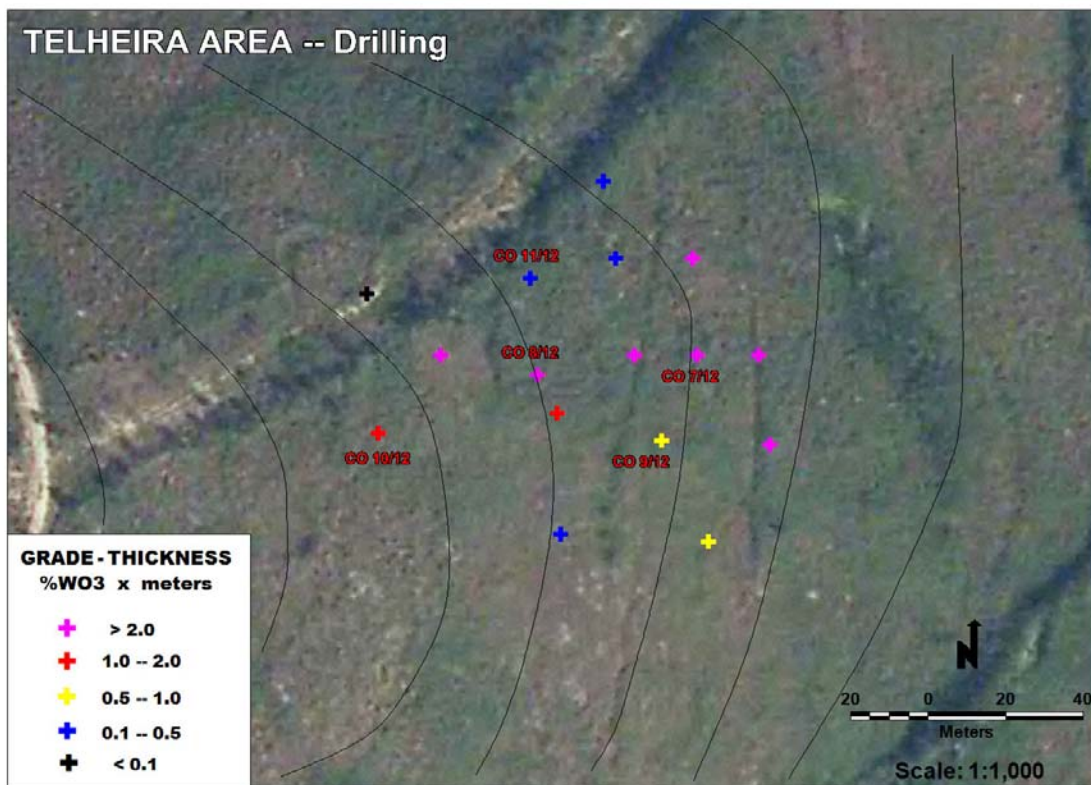 TELHEIRA AREA -- Drilling
CO 11/12
CO 8/12
CO 7/12
CO 10/12
CO 9/12
GRADE - THICKNESS
%WO3 x meters
> 2.0
1.0 -- 2.0
0.5 -- 1.0
0.1 -- 0.5
< 0.1
N
20 0 20 40
Meters
Scale: 1:1,000